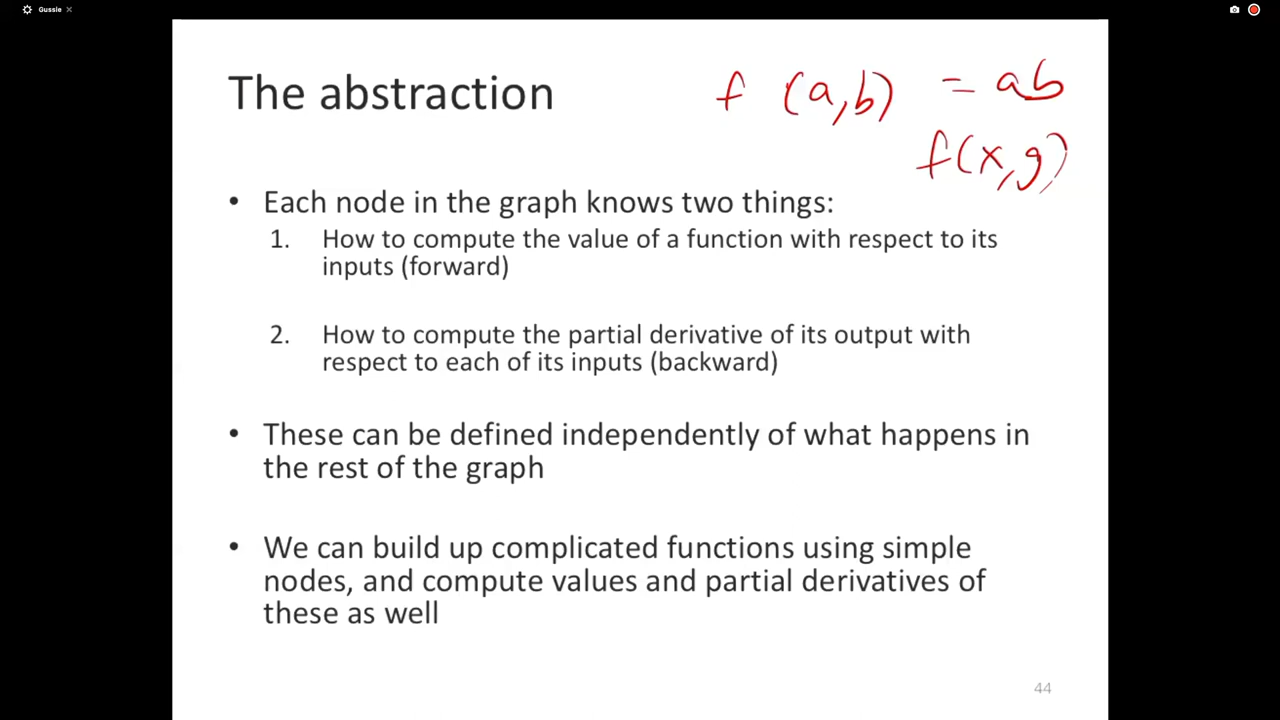 Gussie
The abstraction
f (a,b) = ab
f(x,g)
• Each node in the graph knows two things:
1. How to compute the value of a function with respect to its
inputs (forward)
2. How to compute the partial derivative of its output with
respect to each of its inputs (backward)
• These can be defined independently of what happens in
the rest of the graph
• We can build up complicated functions using simple
nodes, and compute values and partial derivatives of
these as well
44